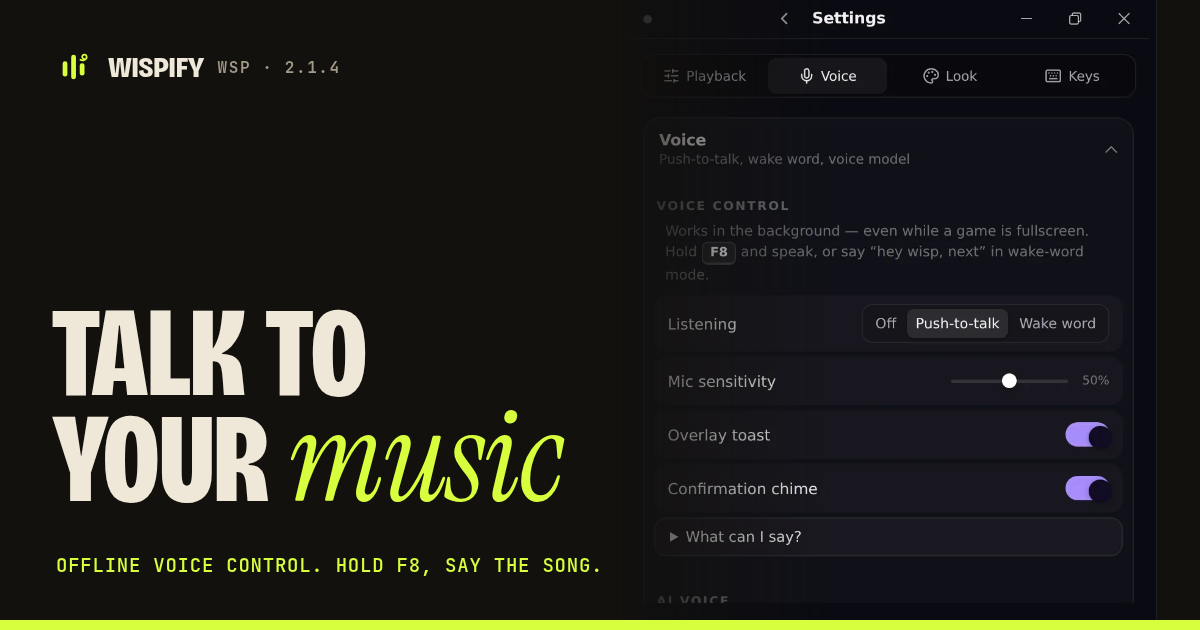 WISPIFY WSP · 2.1.4
TALK TO
YOUR music
OFFLINE VOICE CONTROL. HOLD F8, SAY THE SONG.
Settings
Playback Voice Look Keys
Voice
Push-to-talk, wake word, voice model
VOICE CONTROL
Works in the background — even while a game is fullscreen.
Hold F8 and speak, or say “hey wisp, next” in wake-word
mode.
Listening Off Push-to-talk Wake word
Mic sensitivity 50%
Overlay toast
Confirmation chime
What can I say?
AI VOICE